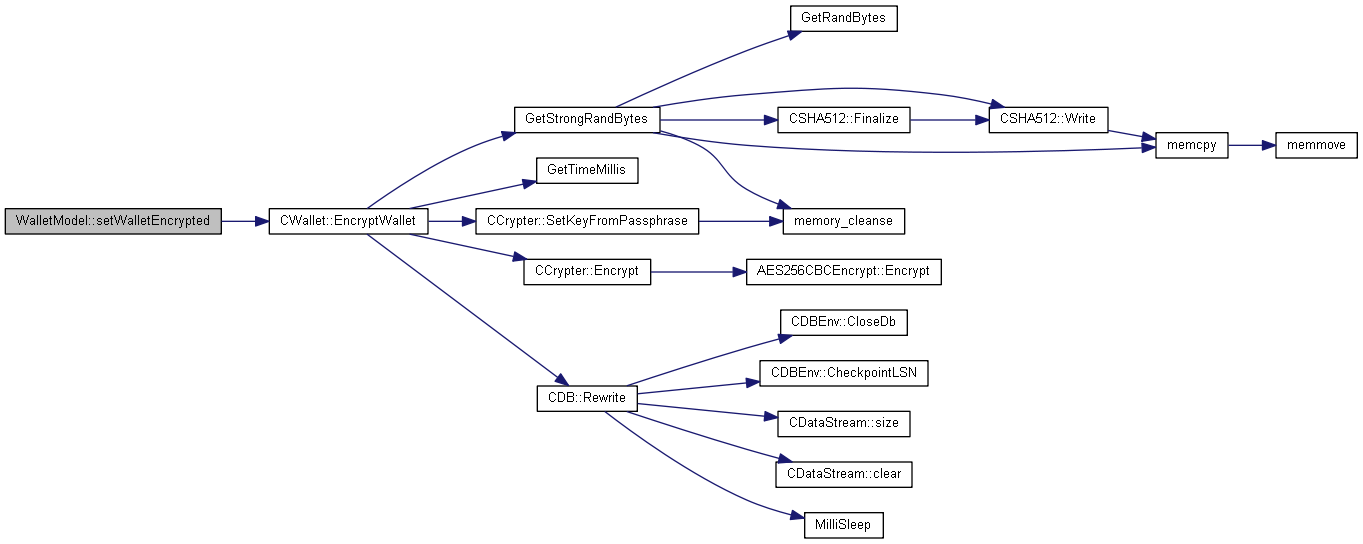 GetRandBytes
GetStrongRandBytes
CSHA512::Finalize
CSHA512::Write
memcpy
memmove
GetTimeMillis
WalletModel::setWalletEncrypted
CWallet::EncryptWallet
CCrypter::SetKeyFromPassphrase
memory_cleanse
CCrypter::Encrypt
AES256CBCEncrypt::Encrypt
CDBEnv::CloseDb
CDBEnv::CheckpointLSN
CDB::Rewrite
CDataStream::size
CDataStream::clear
MilliSleep